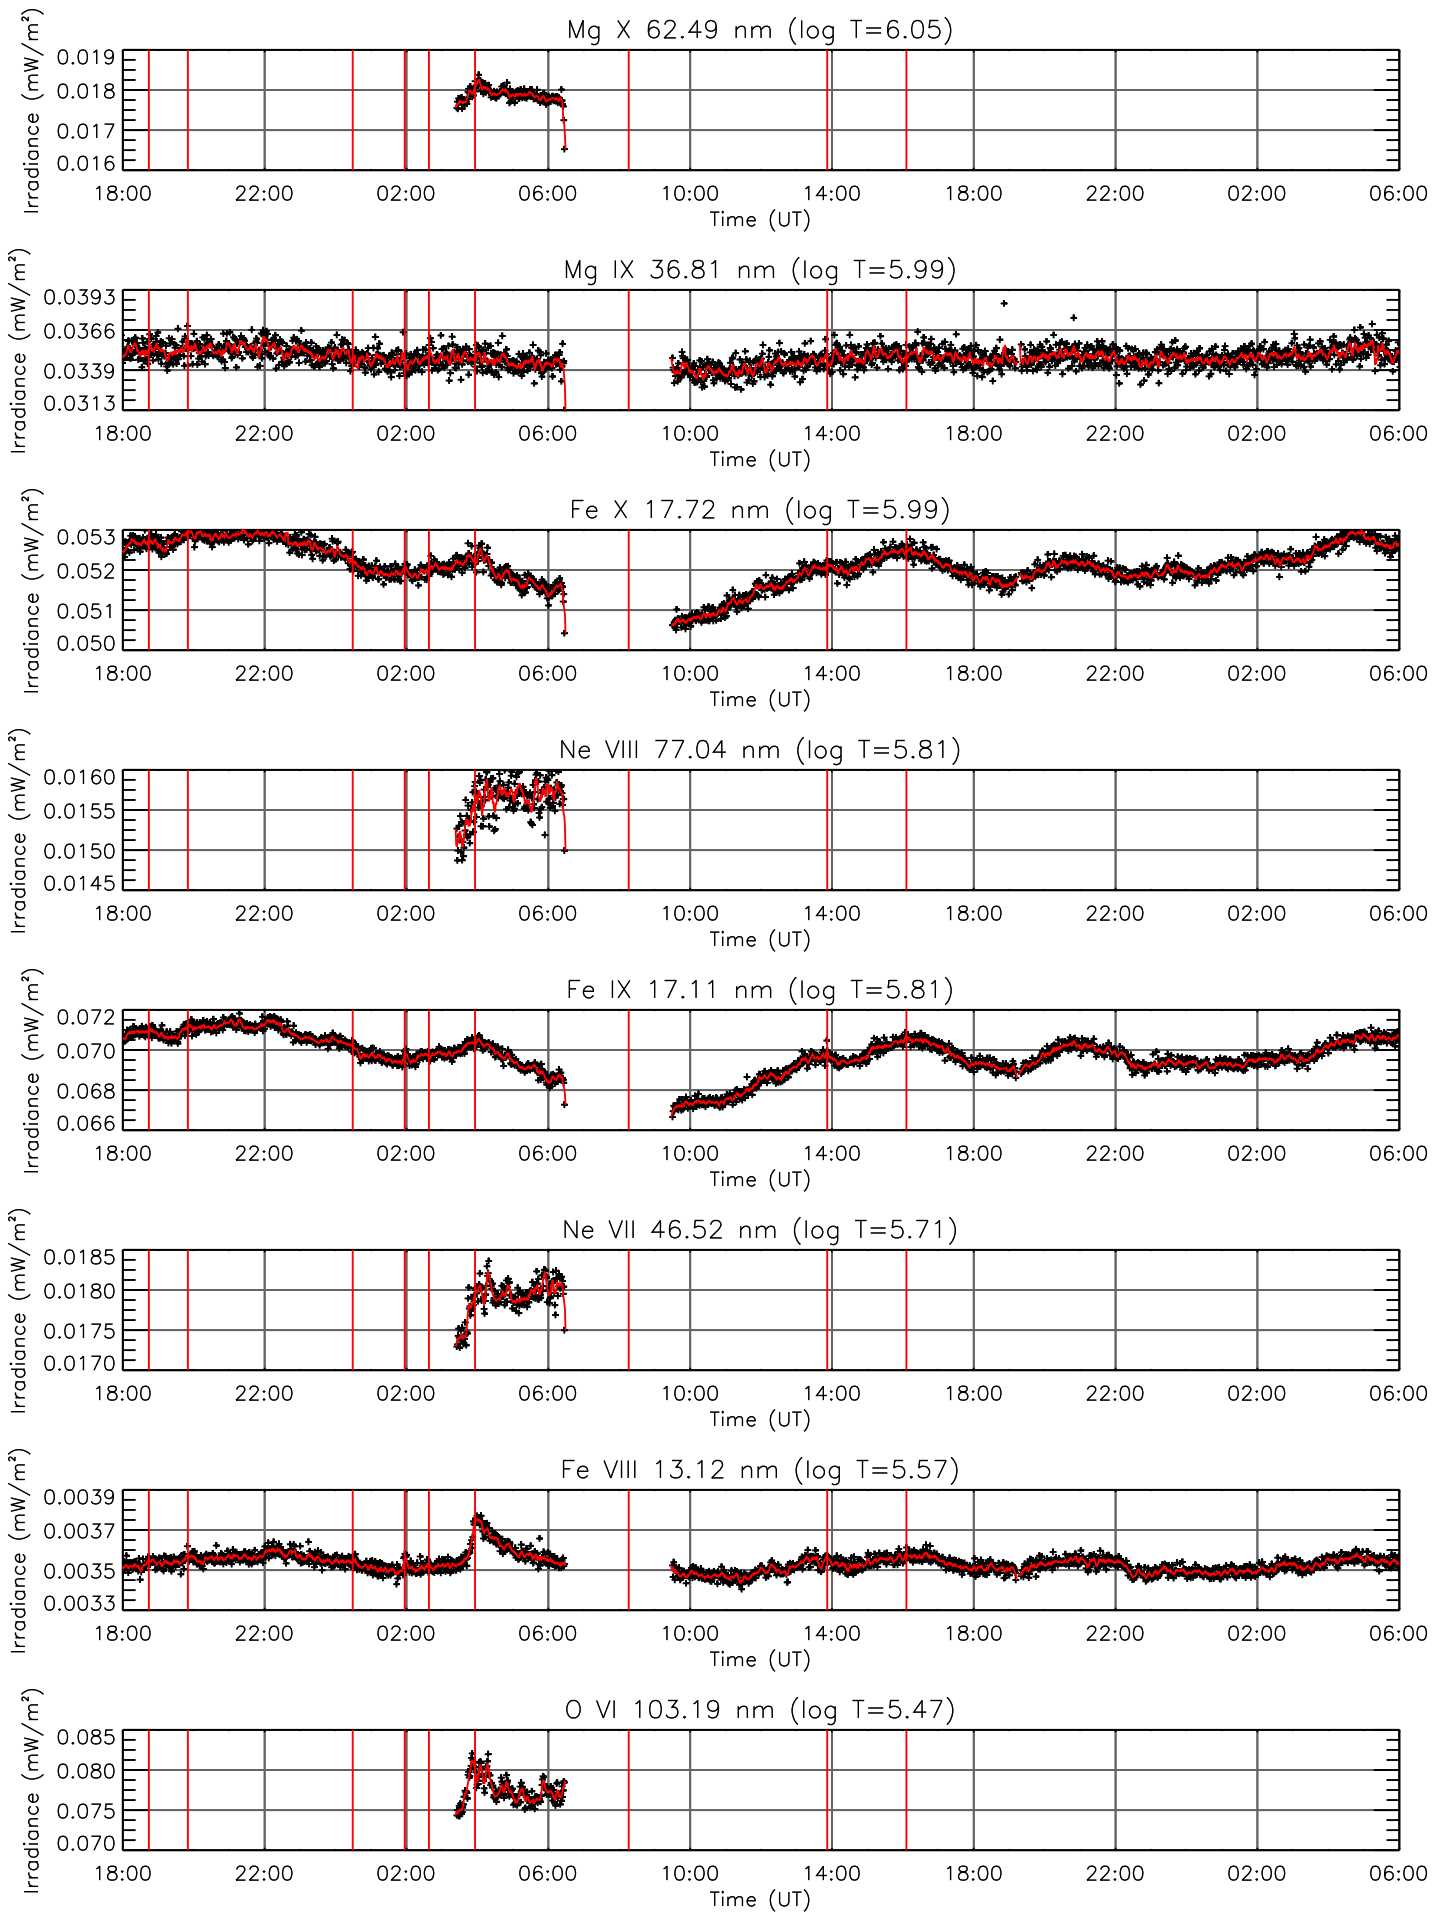 Mg X 62.49 nm (log T=6.05)
Irradiance (mW/m²)
0.019
0.018
0.017
0.016
18:00 22:00 02:00 06:00 10:00 14:00 18:00 22:00 02:00 06:00
Time (UT)
Mg IX 36.81 nm (log T=5.99)
Irradiance (mW/m²)
0.0393
0.0366
0.0339
0.0313
18:00 22:00 02:00 06:00 10:00 14:00 18:00 22:00 02:00 06:00
Time (UT)
Fe X 17.72 nm (log T=5.99)
Irradiance (mW/m²)
0.053
0.052
0.051
0.050
18:00 22:00 02:00 06:00 10:00 14:00 18:00 22:00 02:00 06:00
Time (UT)
Ne VIII 77.04 nm (log T=5.81)
Irradiance (mW/m²)
0.0160
0.0155
0.0150
0.0145
18:00 22:00 02:00 06:00 10:00 14:00 18:00 22:00 02:00 06:00
Time (UT)
Fe IX 17.11 nm (log T=5.81)
Irradiance (mW/m²)
0.072
0.070
0.068
0.066
18:00 22:00 02:00 06:00 10:00 14:00 18:00 22:00 02:00 06:00
Time (UT)
Ne VII 46.52 nm (log T=5.71)
Irradiance (mW/m²)
0.0185
0.0180
0.0175
0.0170
18:00 22:00 02:00 06:00 10:00 14:00 18:00 22:00 02:00 06:00
Time (UT)
Fe VIII 13.12 nm (log T=5.57)
Irradiance (mW/m²)
0.0039
0.0037
0.0035
0.0033
18:00 22:00 02:00 06:00 10:00 14:00 18:00 22:00 02:00 06:00
Time (UT)
O VI 103.19 nm (log T=5.47)
Irradiance (mW/m²)
0.085
0.080
0.075
0.070
18:00 22:00 02:00 06:00 10:00 14:00 18:00 22:00 02:00 06:00
Time (UT)